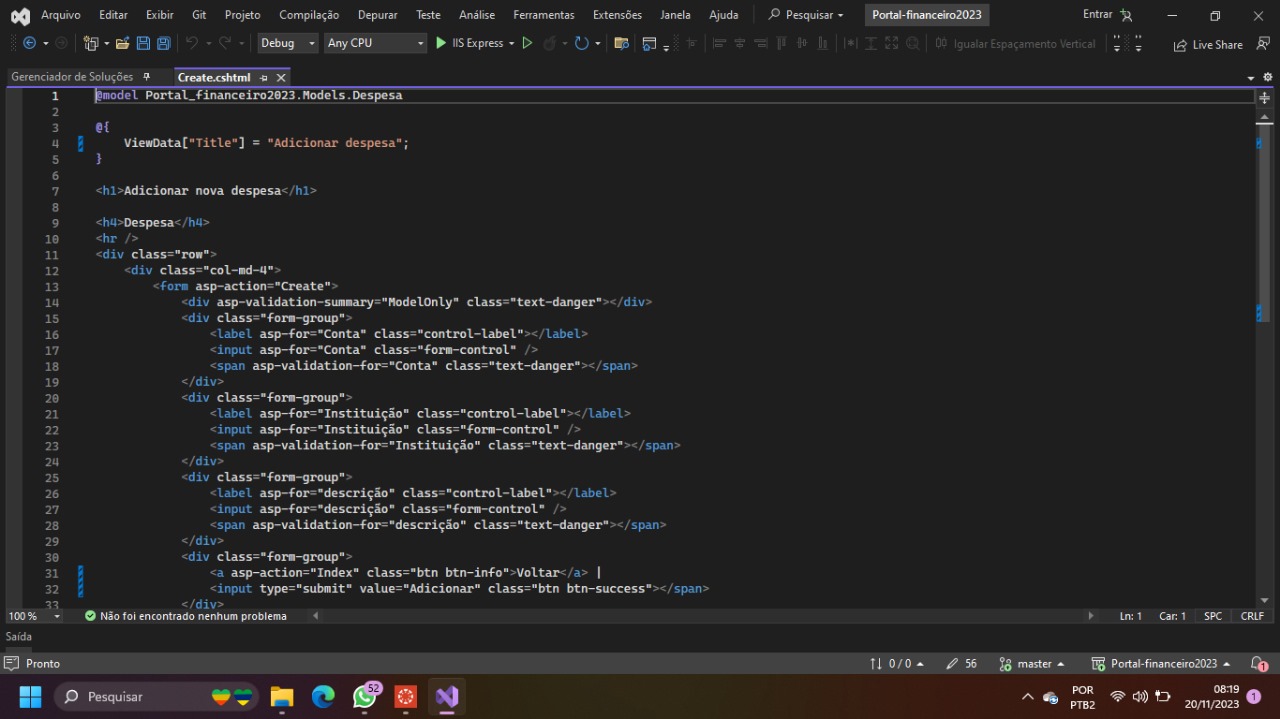 Arquivo Editar Exibir Git Projeto Compilação Depurar Teste Análise Ferramentas Extensões Janela Ajuda Pesquisar Portal-financeiro2023 Entrar
Debug Any CPU IIS Express Igualar Espaçamento Vertical Live Share
Gerenciador de Soluções Create.cshtml
1 @model Portal_financeiro2023.Models.Despesa
2
3 @{
4 ViewData["Title"] = "Adicionar despesa";
5 }
6
7 <h1>Adicionar nova despesa</h1>
8
9 <h4>Despesa</h4>
10 <hr />
11 <div class="row">
12 <div class="col-md-4">
13 <form asp-action="Create">
14 <div asp-validation-summary="ModelOnly" class="text-danger"></div>
15 <div class="form-group">
16 <label asp-for="Conta" class="control-label"></label>
17 <input asp-for="Conta" class="form-control" />
18 <span asp-validation-for="Conta" class="text-danger"></span>
19 </div>
20 <div class="form-group">
21 <label asp-for="Instituição" class="control-label"></label>
22 <input asp-for="Instituição" class="form-control" />
23 <span asp-validation-for="Instituição" class="text-danger"></span>
24 </div>
25 <div class="form-group">
26 <label asp-for="descrição" class="control-label"></label>
27 <input asp-for="descrição" class="form-control" />
28 <span asp-validation-for="descrição" class="text-danger"></span>
29 </div>
30 <div class="form-group">
31 <a asp-action="Index" class="btn btn-info">Voltar</a> |
32 <input type="submit" value="Adicionar" class="btn btn-success"></span>
33 </div>
100 % Não foi encontrado nenhum problema Ln: 1 Car: 1 SPC CRLF
Saída
Pronto 0 / 0 56 master Portal-financeiro2023 1
Pesquisar 52 POR PTB2 08:19 20/11/2023 1